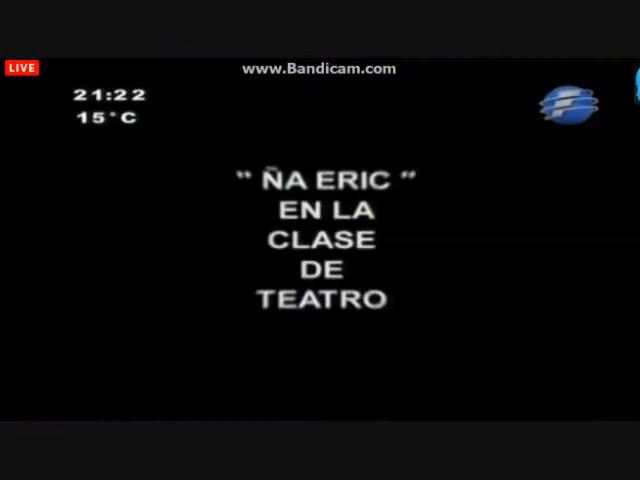 LIVE
www.Bandicam.com
21:22
15°C
" ÑA ERIC "
EN LA
CLASE
DE
TEATRO